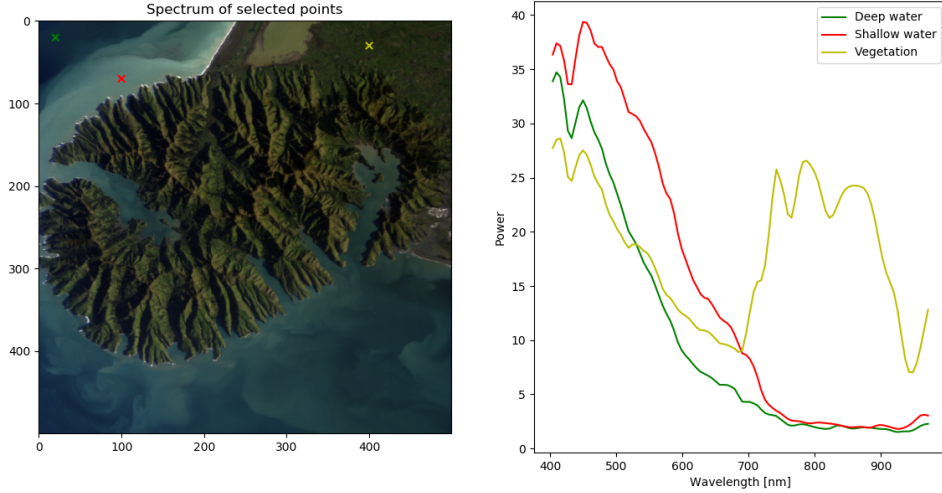 Spectrum of selected points
0
100
200
300
400
0 100 200 300 400
40
35
30
25
20
15
10
5
0
Power
400 500 600 700 800 900
Wavelength [nm]
Deep water
Shallow water
Vegetation